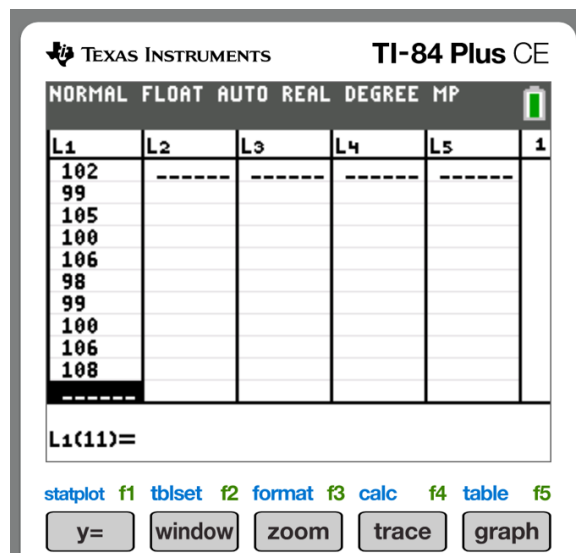 TEXAS INSTRUMENTS TI-84 Plus CE
NORMAL FLOAT AUTO REAL DEGREE MP
L1 L2 L3 L4 L5 1
102 ------ ------ ------ ------
99
105
100
106
98
99
100
106
108
------
L1(11)=
statplot f1 tblset f2 format f3 calc f4 table f5
y= window zoom trace graph